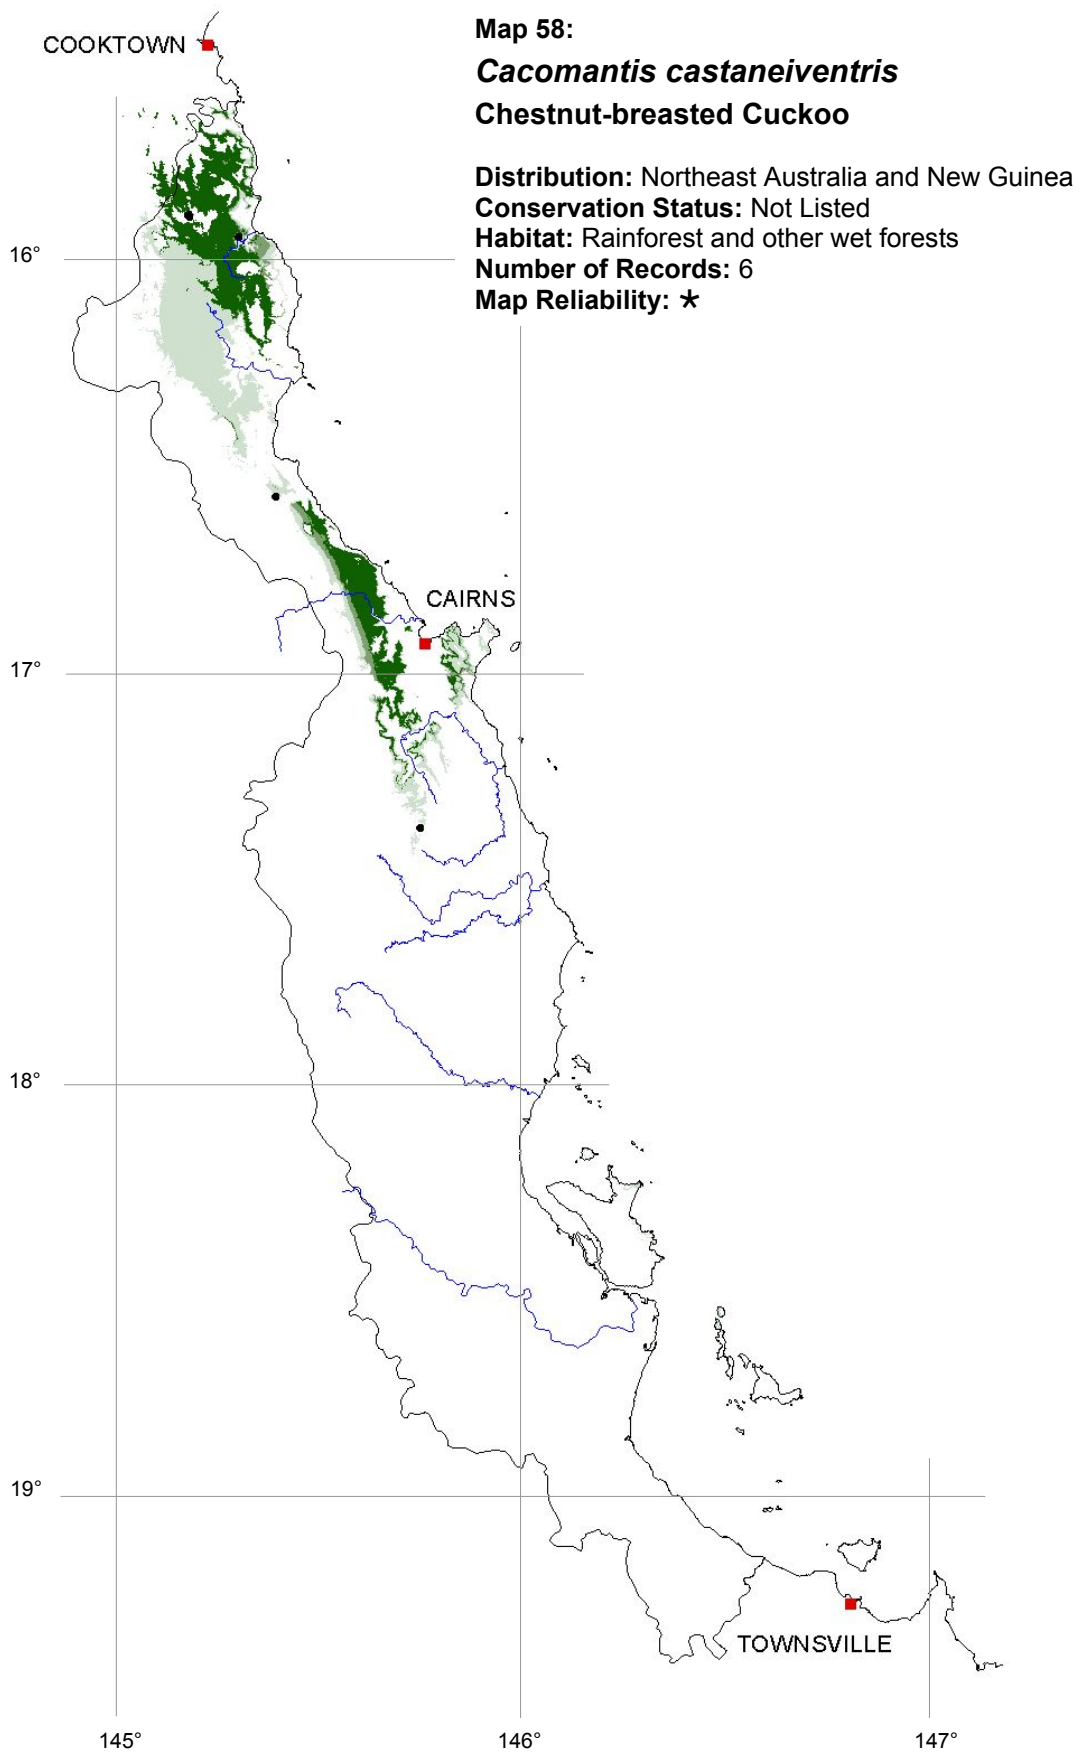 Map 58:
COOKTOWN
Cacomantis castaneiventris
Chestnut-breasted Cuckoo
Distribution: Northeast Australia and New Guinea
Conservation Status: Not Listed
Habitat: Rainforest and other wet forests
Number of Records: 6
Map Reliability: *
16°
CAIRNS
17°
18°
19°
TOWNSVILLE
145°
146°
147°